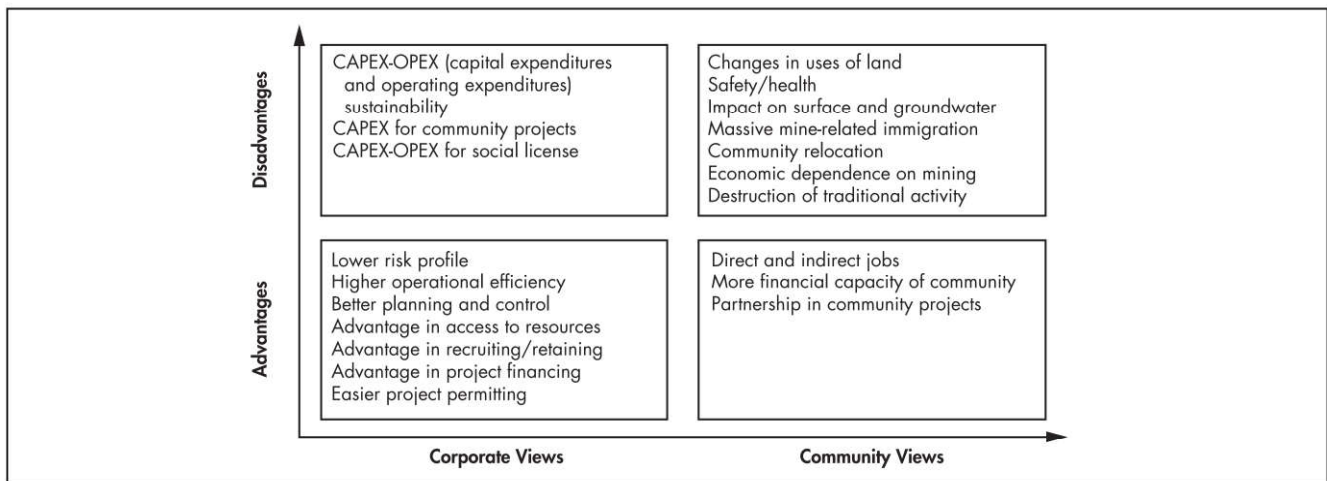 Disadvantages
CAPEX-OPEX (capital expenditures
and operating expenditures)
sustainability
CAPEX for community projects
CAPEX-OPEX for social license
Changes in uses of land
Safety/health
Impact on surface and groundwater
Massive mine-related immigration
Community relocation
Economic dependence on mining
Destruction of traditional activity
Advantages
Lower risk profile
Higher operational efficiency
Better planning and control
Advantage in access to resources
Advantage in recruiting/retaining
Advantage in project financing
Easier project permitting
Direct and indirect jobs
More financial capacity of community
Partnership in community projects
Corporate Views
Community Views